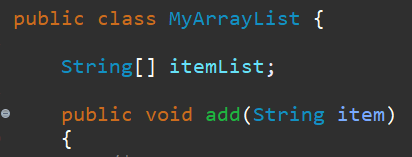 public class MyArrayList {
String[] itemList;
public void add(String item)
{